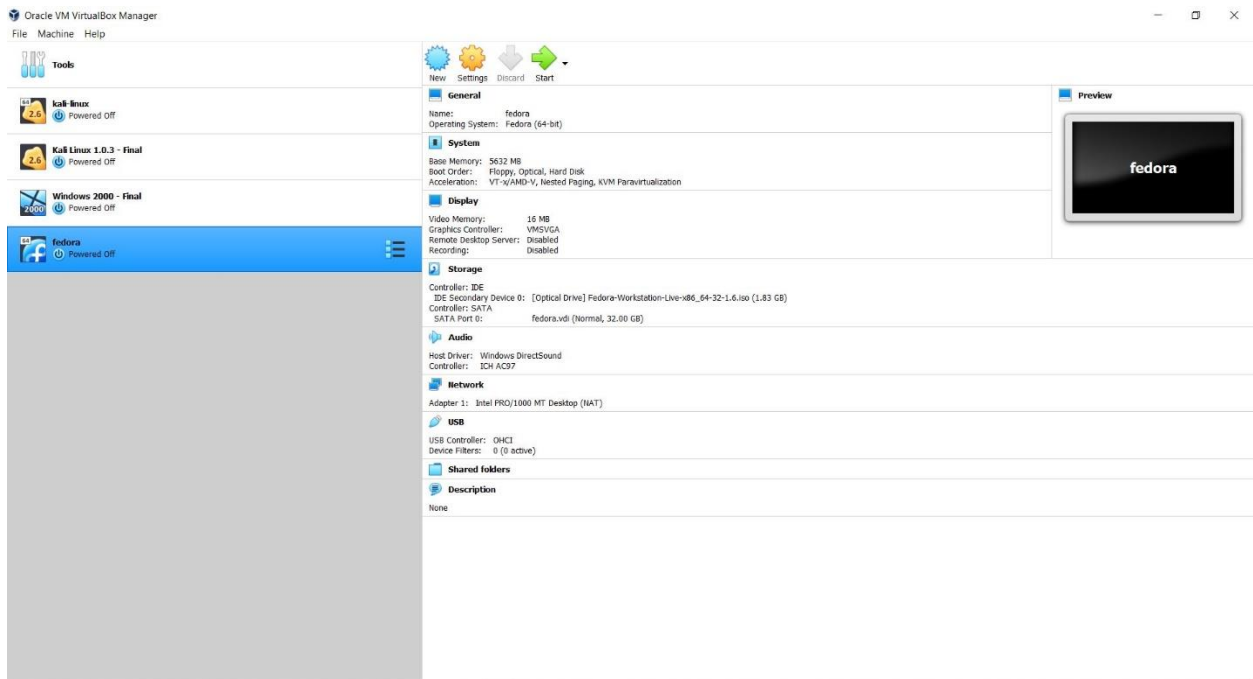 Oracle VM VirtualBox Manager
File Machine Help
Tools
New Settings Discard Start
64
2.6
kali-linux
Powered Off
2.6
Kali Linux 1.0.3 - Final
Powered Off
2000
Windows 2000 - Final
Powered Off
64
fedora
Powered Off
General
Name: fedora
Operating System: Fedora (64-bit)
System
Base Memory: 5632 MB
Boot Order: Floppy, Optical, Hard Disk
Acceleration: VT-x/AMD-V, Nested Paging, KVM Paravirtualization
Display
Video Memory: 16 MB
Graphics Controller: VMSVGA
Remote Desktop Server: Disabled
Recording: Disabled
Storage
Controller: IDE
IDE Secondary Device 0: [Optical Drive] Fedora-Workstation-Live-x86_64-32-1.6.iso (1.83 GB)
Controller: SATA
SATA Port 0: fedora.vdi (Normal, 32.00 GB)
Audio
Host Driver: Windows DirectSound
Controller: ICH AC97
Network
Adapter 1: Intel PRO/1000 MT Desktop (NAT)
USB
USB Controller: OHCI
Device Filters: 0 (0 active)
Shared folders
Description
None
Preview
fedora